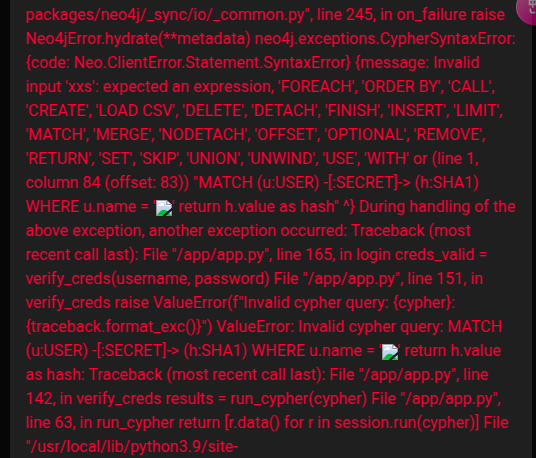 packages/neo4j/_sync/io/_common.py", line 245, in on_failure raise
Neo4jError.hydrate(**metadata) neo4j.exceptions.CypherSyntaxError:
{code: Neo.ClientError.Statement.SyntaxError} {message: Invalid
input 'xxs': expected an expression, 'FOREACH', 'ORDER BY', 'CALL',
'CREATE', 'LOAD CSV', 'DELETE', 'DETACH', 'FINISH', 'INSERT', 'LIMIT',
'MATCH', 'MERGE', 'NODETACH', 'OFFSET', 'OPTIONAL', 'REMOVE',
'RETURN', 'SET', 'SKIP', 'UNION', 'UNWIND', 'USE', 'WITH' or (line 1,
column 84 (offset: 83)) "MATCH (u:USER) -[:SECRET]-> (h:SHA1)
WHERE u.name = '' return h.value as hash" ^} During handling of the
above exception, another exception occurred: Traceback (most
recent call last): File "/app/app.py", line 165, in login creds_valid =
verify_creds(username, password) File "/app/app.py", line 151, in
verify_creds raise ValueError(f"Invalid cypher query: {cypher}:
{traceback.format_exc()}") ValueError: Invalid cypher query: MATCH
(u:USER) -[:SECRET]-> (h:SHA1) WHERE u.name = '' return h.value
as hash: Traceback (most recent call last): File "/app/app.py", line
142, in verify_creds results = run_cypher(cypher) File "/app/app.py",
line 63, in run_cypher return [r.data() for r in session.run(cypher)] File
"/usr/local/lib/python3.9/site-